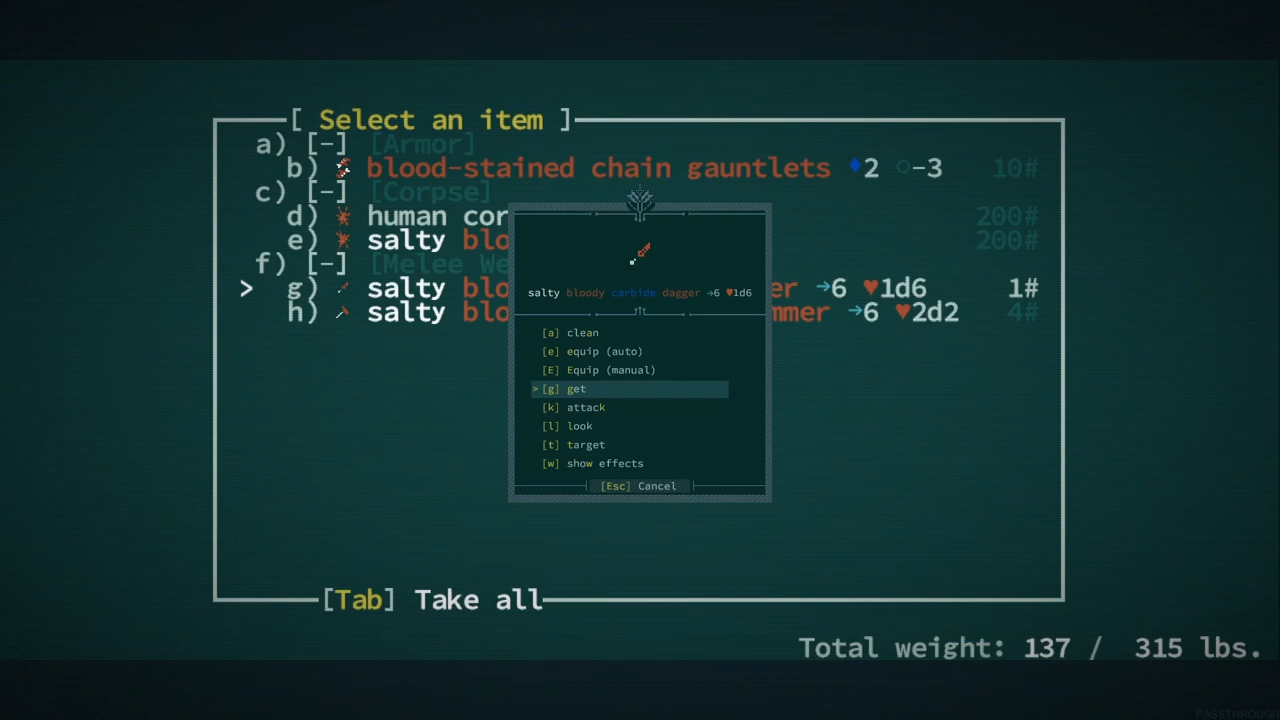 [ Select an item ]
a) [-] [Armor]
b) blood-stained chain gauntlets ♦2 ○-3 10#
c) [-] [Corpse]
d) human cor 200#
e) salty blo 200#
f) [-] [Melee We
> g) salty blo er →6 ♥1d6 1#
h) salty blo mmer →6 ♥2d2 4#
salty bloody carbide dagger →6 ♥1d6
[a] clean
[e] equip (auto)
[E] Equip (manual)
> [g] get
[k] attack
[l] look
[t] target
[w] show effects
[Esc] Cancel
[Tab] Take all
Total weight: 137 / 315 lbs.
PASSTHROUGH